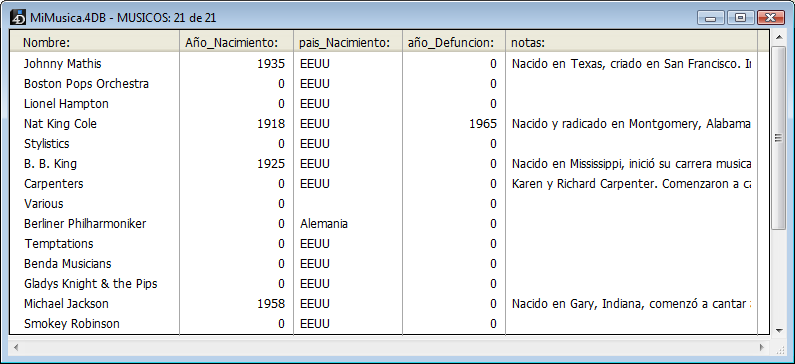 MiMusica.4DB - MUSICOS: 21 de 21
Nombre: Año_Nacimiento: pais_Nacimiento: año_Defuncion: notas:
Johnny Mathis 1935 EEUU 0 Nacido en Texas, criado en San Francisco. I
Boston Pops Orchestra 0 EEUU 0
Lionel Hampton 0 EEUU 0
Nat King Cole 1918 EEUU 1965 Nacido y radicado en Montgomery, Alabama
Stylistics 0 EEUU 0
B. B. King 1925 EEUU 0 Nacido en Mississippi, inició su carrera musica
Carpenters 0 EEUU 0 Karen y Richard Carpenter. Comenzaron a ca
Various 0 0
Berliner Philharmoniker 0 Alemania 0
Temptations 0 EEUU 0
Benda Musicians 0 EEUU 0
Gladys Knight & the Pips 0 EEUU 0
Michael Jackson 1958 EEUU 0 Nacido en Gary, Indiana, comenzó a cantar
Smokey Robinson 0 EEUU 0